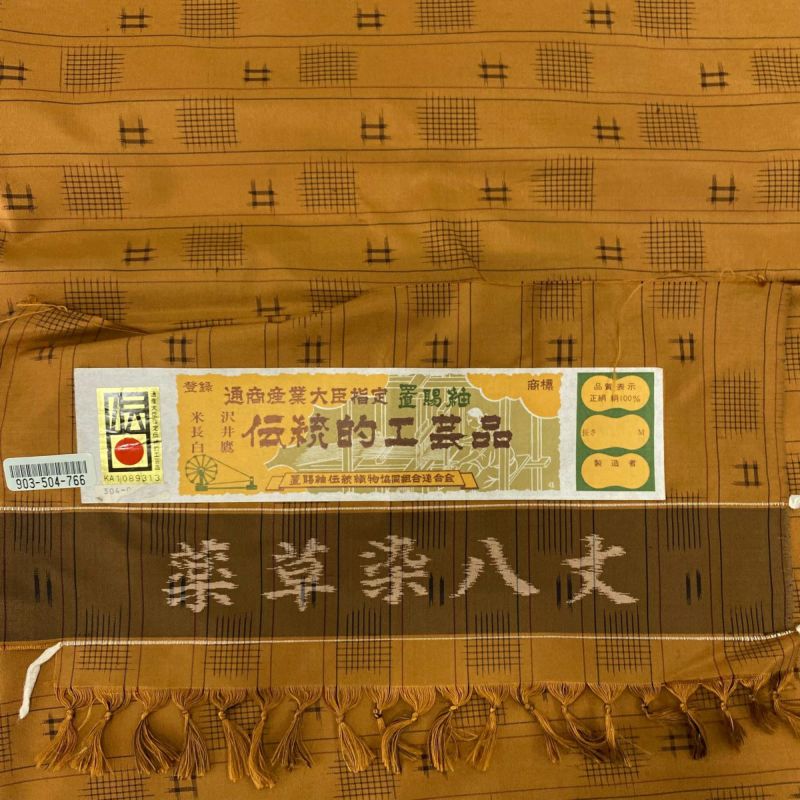 登録
通商産業大臣指定 置賜紬
商標
米沢
長井
白鷹
伝統的工芸品
置賜紬伝統織物協同組合連合会
品質表示
正絹 絹100%
長さ M
製造者
伝
KA1089313
903-504-766
薬草染八丈